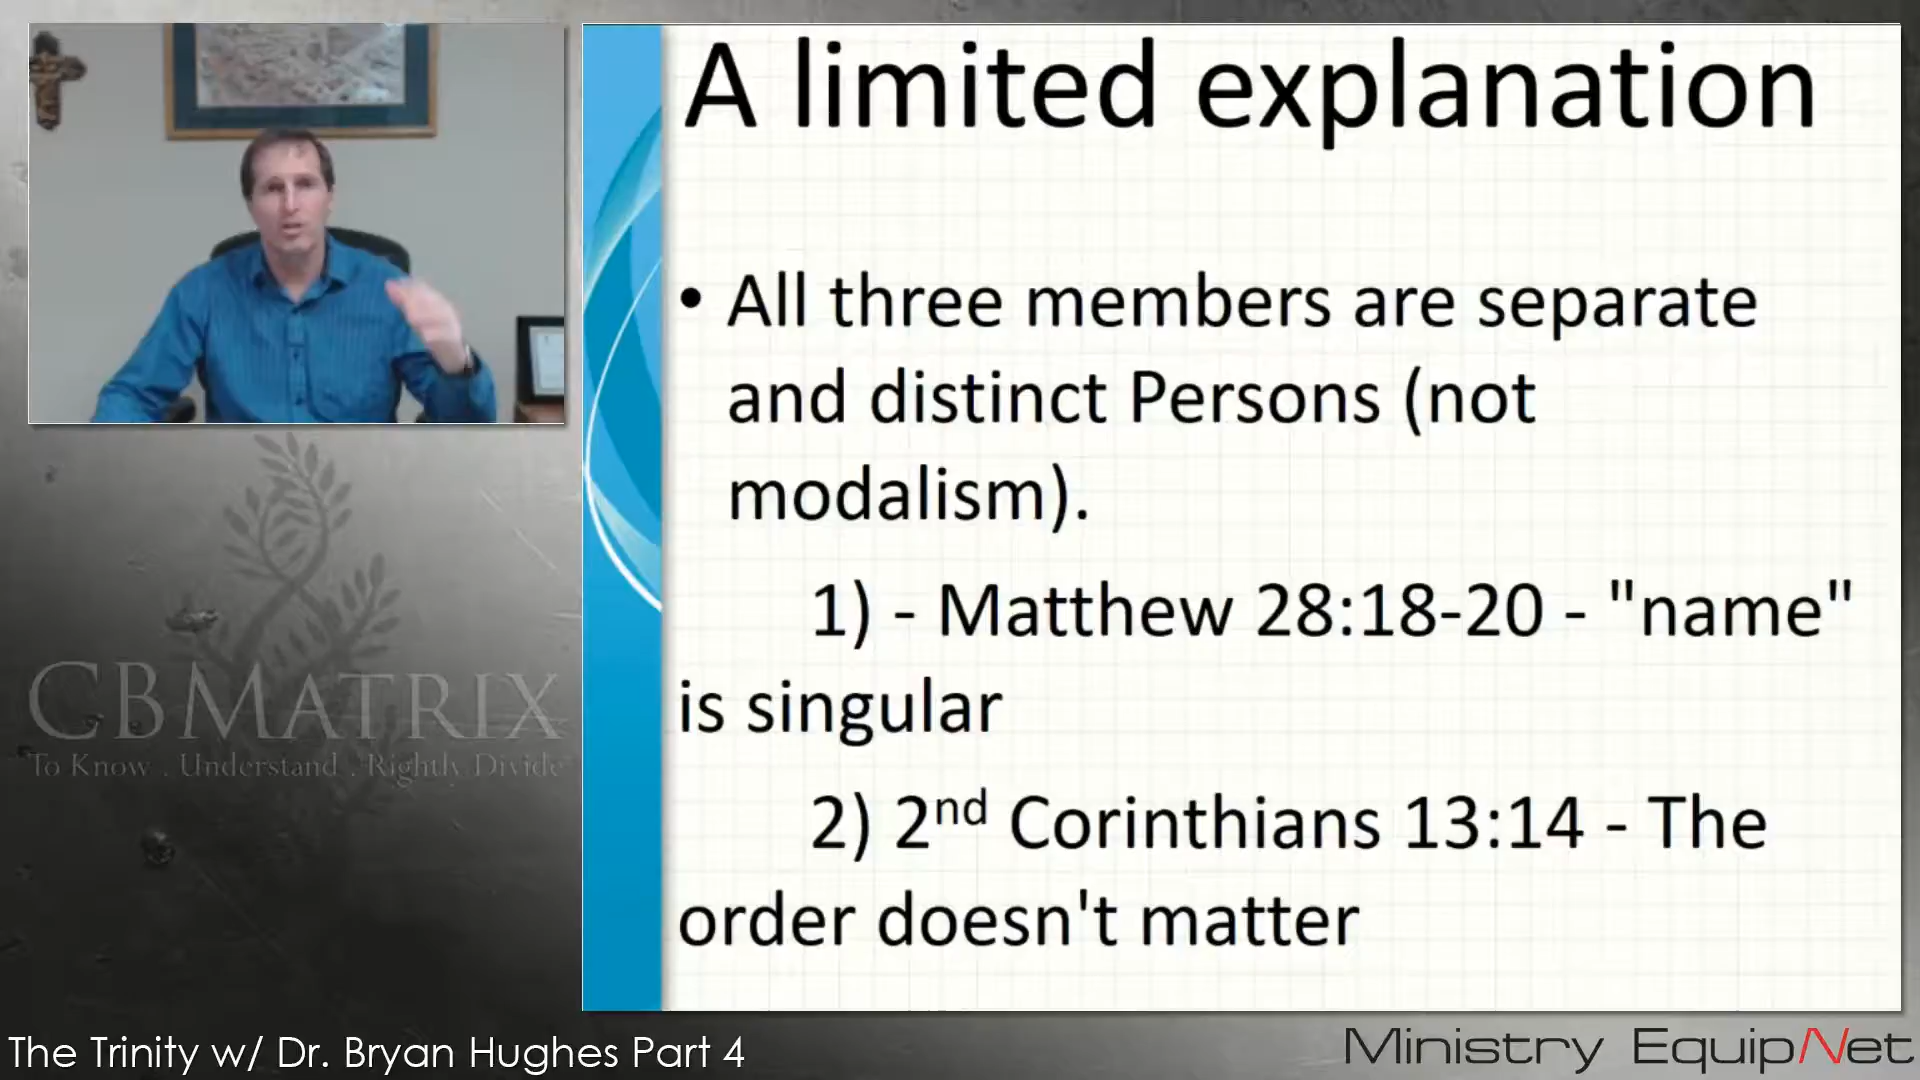 A limited explanation
• All three members are separate
and distinct Persons (not
modalism).
1) - Matthew 28:18-20 - "name"
is singular
2) 2nd Corinthians 13:14 - The
order doesn't matter
CBMATRIX
To Know . Understand . Rightly Divide
The Trinity w/ Dr. Bryan Hughes Part 4
Ministry EquipNet